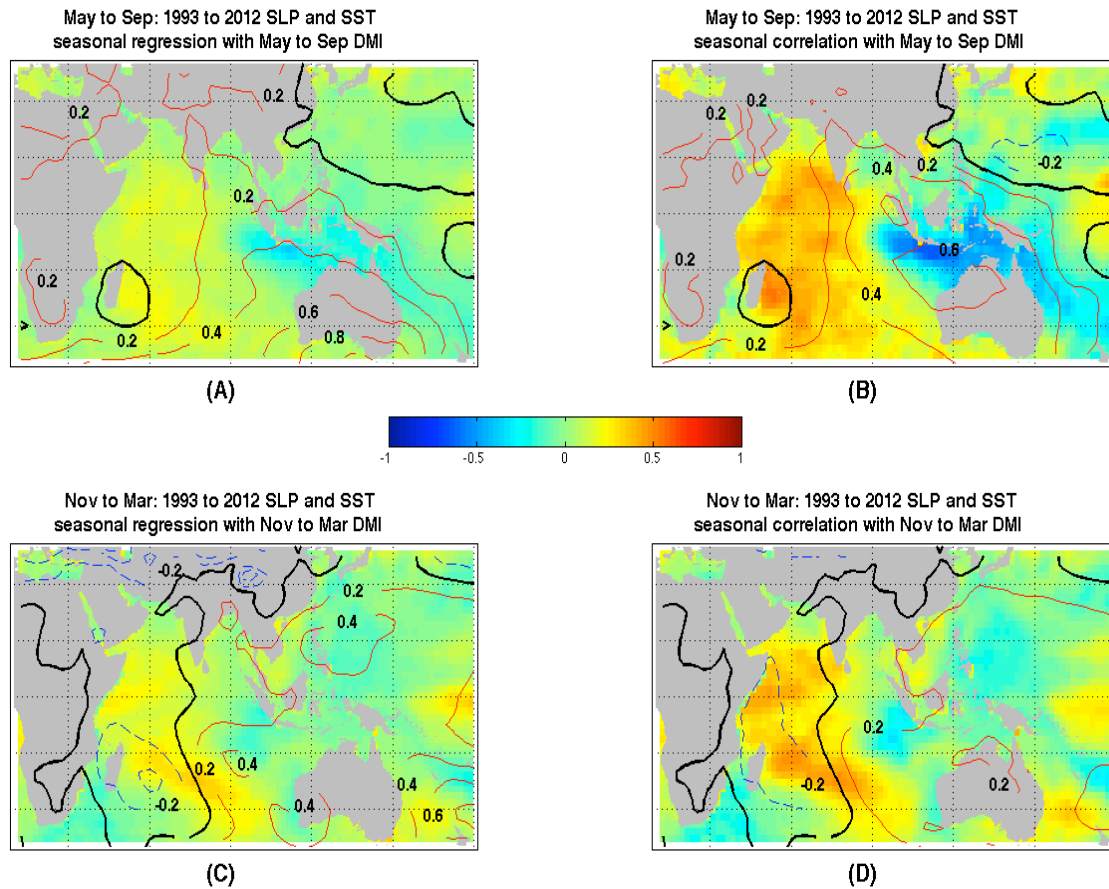 May to Sep: 1993 to 2012 SLP and SST
seasonal regression with May to Sep DMI
May to Sep: 1993 to 2012 SLP and SST
seasonal correlation with May to Sep DMI
0.2
0.2
0.2
0.2
0.6
0.8
0.4
0.2
(A)
0.2
0.2
0.4
0.2
-0.2
0.6
0.2
0.4
0.2
(B)
-1
-0.5
0
0.5
1
Nov to Mar: 1993 to 2012 SLP and SST
seasonal regression with Nov to Mar DMI
Nov to Mar: 1993 to 2012 SLP and SST
seasonal correlation with Nov to Mar DMI
-0.2
0.2
0.4
0.2
0.4
-0.2
0.4
0.4
0.6
(C)
0.2
-0.2
0.2
(D)